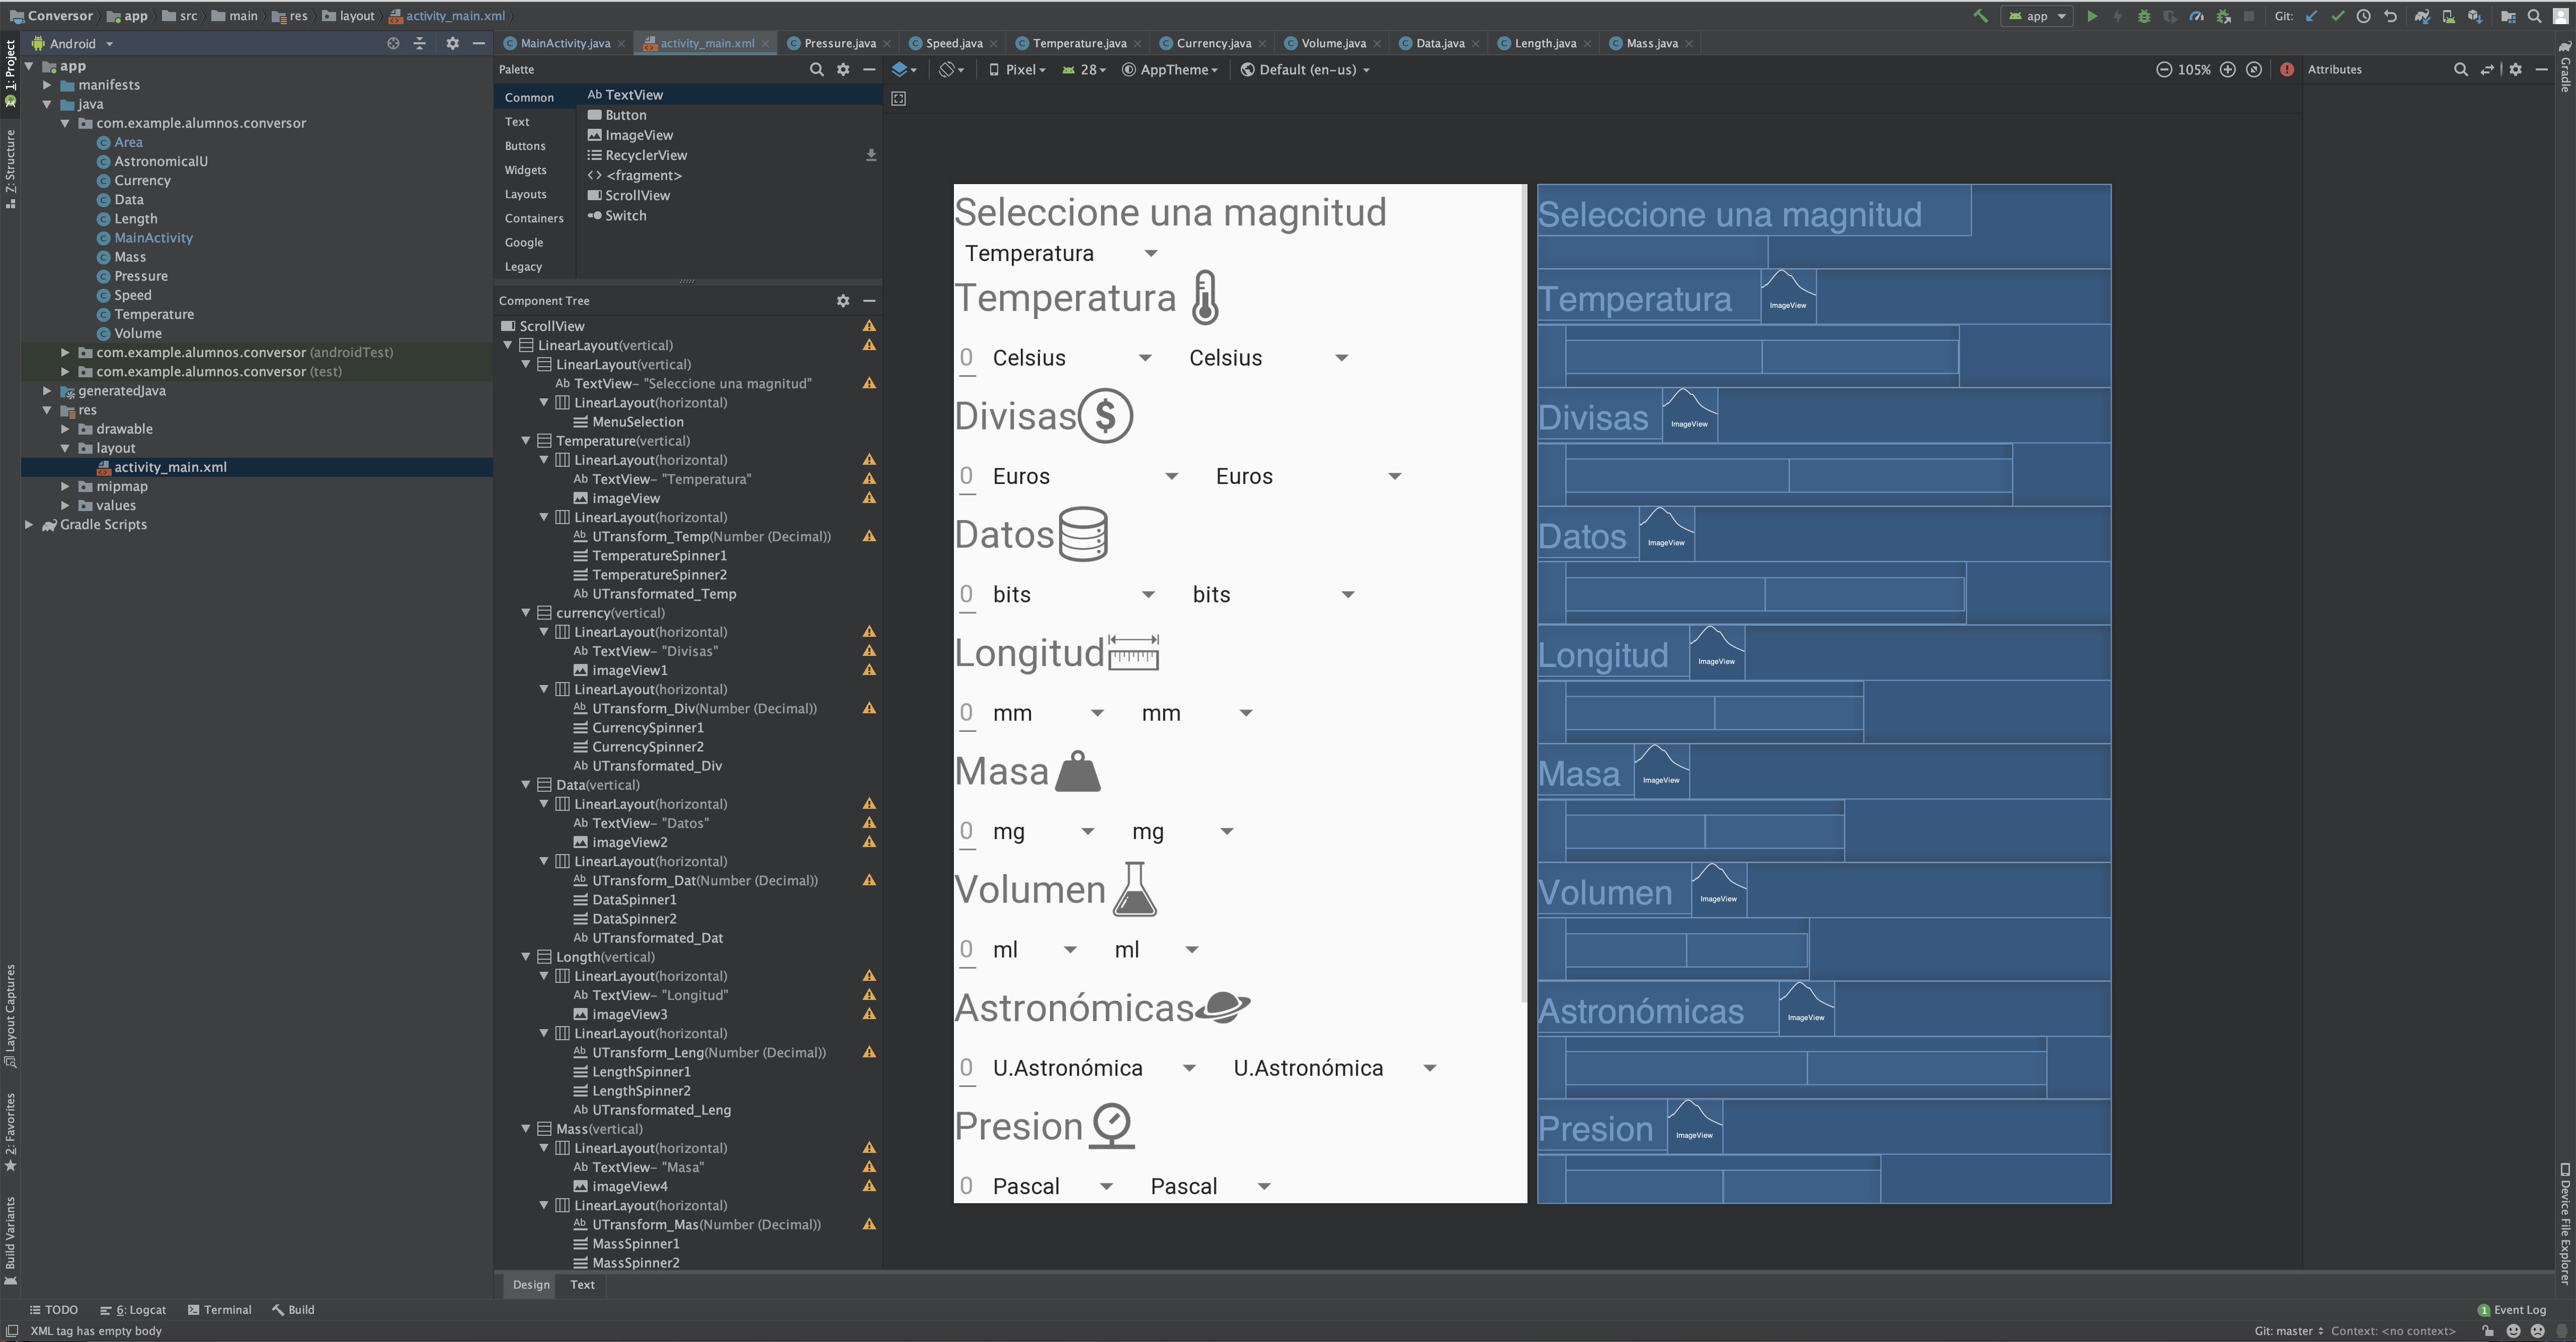 Conversor app src main res layout activity_main.xml
app Git:
Android
MainActivity.java activity_main.xml Pressure.java Speed.java Temperature.java Currency.java Volume.java Data.java Length.java Mass.java
1: Project
Z: Structure
Layout Captures
2: Favorites
Build Variants
app
manifests
java
com.example.alumnos.conversor
Area
AstronomicalU
Currency
Data
Length
MainActivity
Mass
Pressure
Speed
Temperature
Volume
com.example.alumnos.conversor (androidTest)
com.example.alumnos.conversor (test)
generatedJava
res
drawable
layout
activity_main.xml
mipmap
values
Gradle Scripts
Palette
Common
Text
Buttons
Widgets
Layouts
Containers
Google
Legacy
Ab TextView
Button
ImageView
RecyclerView
<fragment>
ScrollView
Switch
Component Tree
ScrollView
LinearLayout(vertical)
LinearLayout(vertical)
Ab TextView- "Seleccione una magnitud"
LinearLayout(horizontal)
MenuSelection
Temperature(vertical)
LinearLayout(horizontal)
Ab TextView- "Temperatura"
imageView
LinearLayout(horizontal)
Ab UTransform_Temp(Number (Decimal))
TemperatureSpinner1
TemperatureSpinner2
Ab UTransformated_Temp
currency(vertical)
LinearLayout(horizontal)
Ab TextView- "Divisas"
imageView1
LinearLayout(horizontal)
Ab UTransform_Div(Number (Decimal))
CurrencySpinner1
CurrencySpinner2
Ab UTransformated_Div
Data(vertical)
LinearLayout(horizontal)
Ab TextView- "Datos"
imageView2
LinearLayout(horizontal)
Ab UTransform_Dat(Number (Decimal))
DataSpinner1
DataSpinner2
Ab UTransformated_Dat
Length(vertical)
LinearLayout(horizontal)
Ab TextView- "Longitud"
imageView3
LinearLayout(horizontal)
Ab UTransform_Leng(Number (Decimal))
LengthSpinner1
LengthSpinner2
Ab UTransformated_Leng
Mass(vertical)
LinearLayout(horizontal)
Ab TextView- "Masa"
imageView4
LinearLayout(horizontal)
Ab UTransform_Mas(Number (Decimal))
MassSpinner1
MassSpinner2
Pixel 28 AppTheme Default (en-us) 105%
Attributes
Seleccione una magnitud
Temperatura
Temperatura
0 Celsius Celsius
Divisas $
0 Euros Euros
Datos
0 bits bits
Longitud
0 mm mm
Masa
0 mg mg
Volumen
0 ml ml
Astronómicas
0 U.Astronómica U.Astronómica
Presion
0 Pascal Pascal
Seleccione una magnitud
Temperatura ImageView
Divisas ImageView
Datos ImageView
Longitud ImageView
Masa ImageView
Volumen ImageView
Astronómicas ImageView
Presion ImageView
Gradle
Device File Explorer
Design Text
TODO 6: Logcat Terminal Build
1 Event Log
XML tag has empty body
Git: master Context: <no context>